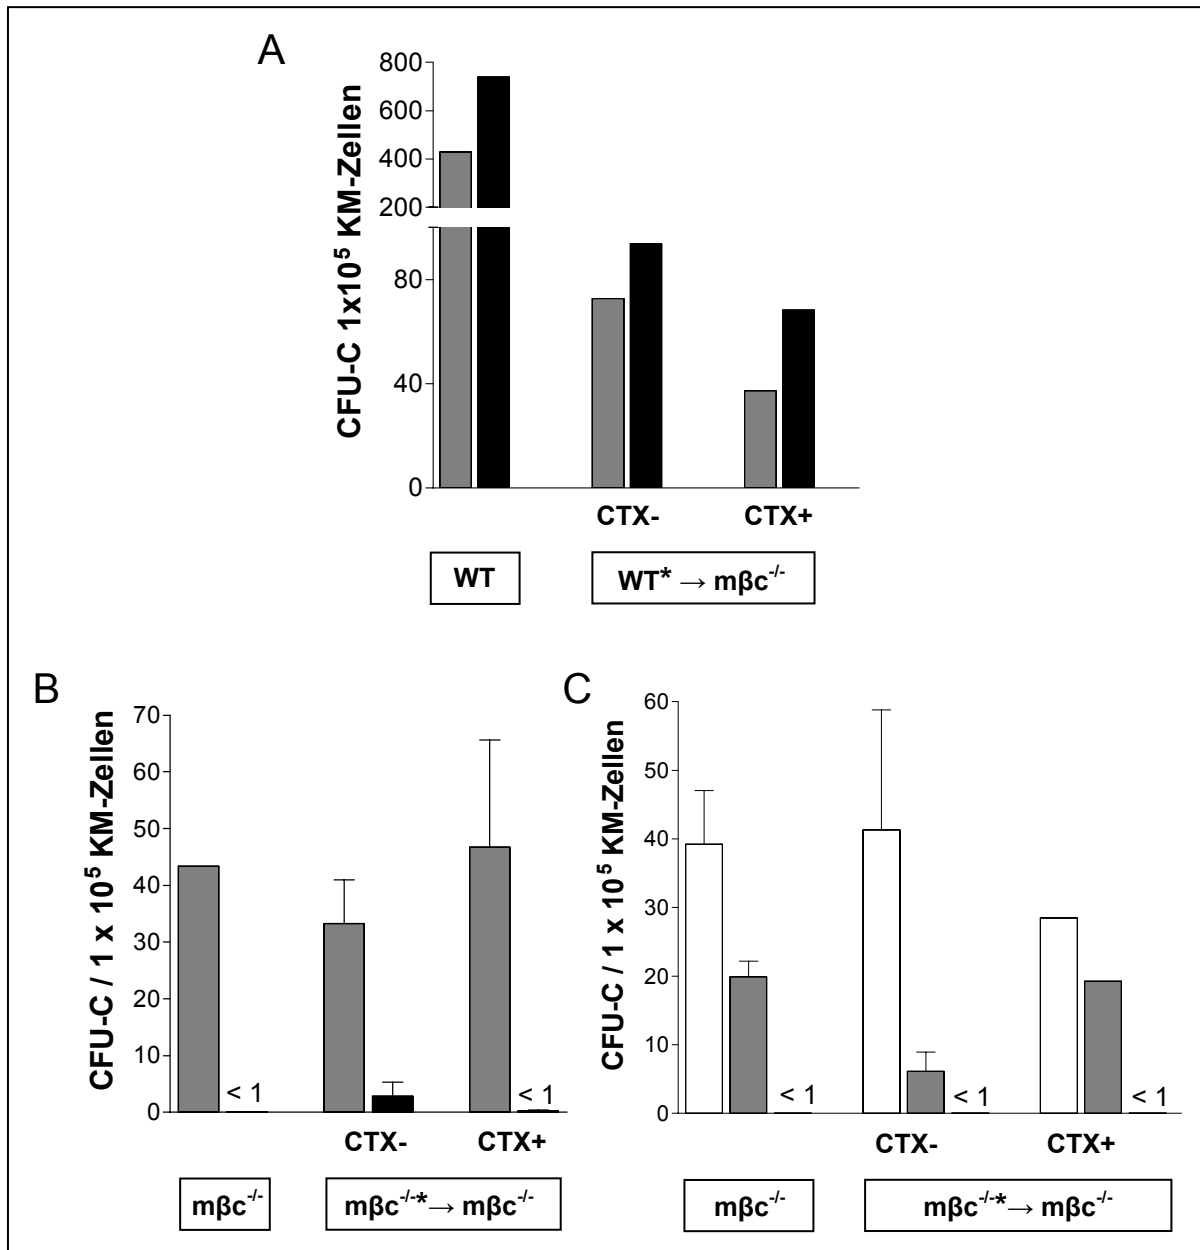 A
CFU-C 1x10⁵ KM-Zellen
800
600
400
200
80
40
0
CTX- CTX+
WT WT* → mβc⁻/⁻
B
CFU-C / 1 x 10⁵ KM-Zellen
70
60
50
40
30
20
10
0
< 1 < 1
CTX- CTX+
mβc⁻/⁻ mβc⁻/⁻* → mβc⁻/⁻
C
CFU-C / 1 x 10⁵ KM-Zellen
60
50
40
30
20
10
0
< 1 < 1 < 1
CTX- CTX+
mβc⁻/⁻ mβc⁻/⁻* → mβc⁻/⁻